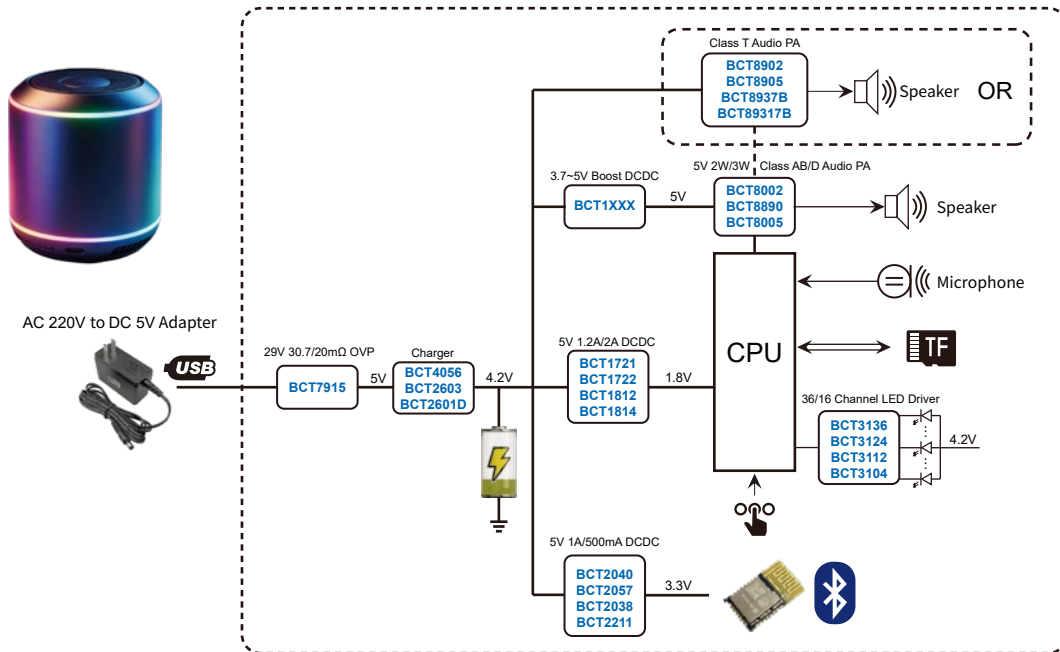 Class T Audio PA
BCT8902
BCT8905
BCT8937B
BCT89317B
Speaker
OR
5V 2W/3W Class AB/D Audio PA
3.7~5V Boost DCDC
BCT1XXX
5V
BCT8002
BCT8890
BCT8005
Speaker
Microphone
AC 220V to DC 5V Adapter
USB
29V 30.7/20mΩ OVP
BCT7915
5V
Charger
BCT4056
BCT2603
BCT2601D
4.2V
5V 1.2A/2A DCDC
BCT1721
BCT1722
BCT1812
BCT1814
1.8V
CPU
TF
36/16 Channel LED Driver
BCT3136
BCT3124
BCT3112
BCT3104
4.2V
5V 1A/500mA DCDC
BCT2040
BCT2057
BCT2038
BCT2211
3.3V